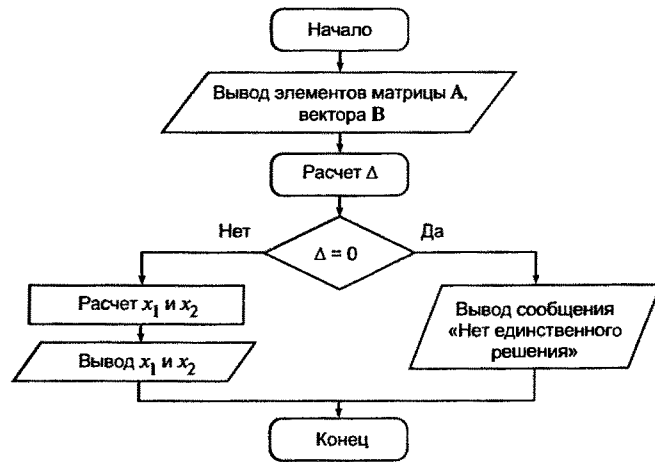 Начало
Вывод элементов матрицы A,
вектора B
Расчет Δ
Нет
Да
Δ = 0
Расчет x₁ и x₂
Вывод сообщения
«Нет единственного
решения»
Вывод x₁ и x₂
Конец